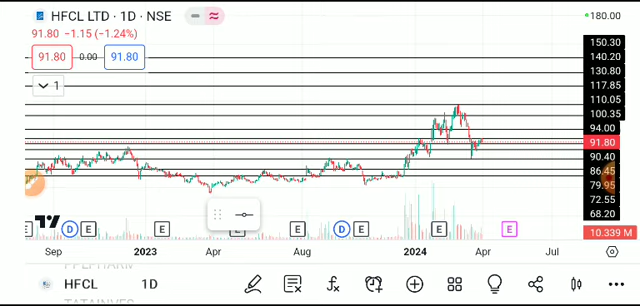 HFCL LTD · 1D · NSE
180.00
91.80 −1.15 (−1.24%)
91.80 0.00 91.80
1
150.30
140.20
130.80
117.85
110.05
100.35
94.00
91.80
90.40
86.45
79.95
72.55
68.20
10.339 M
D E E E E D E E E
Sep 2023 Apr Aug 2024 Apr Jul
HFCL 1D
TATAINVES